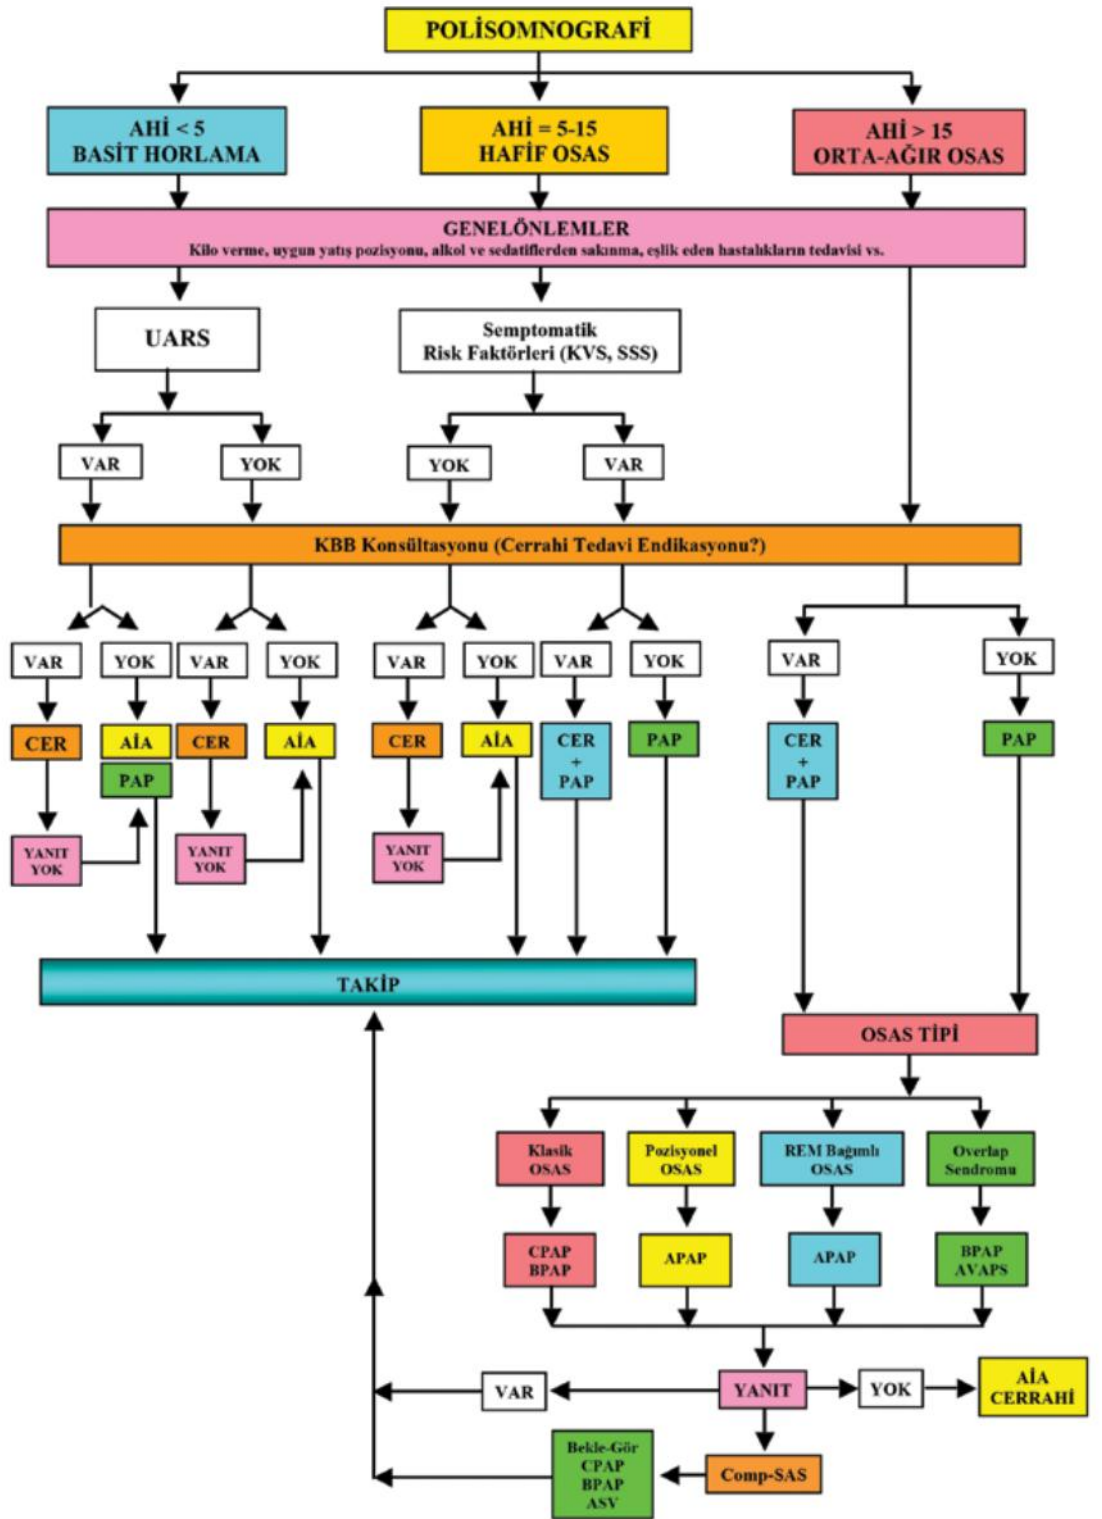 POLİSOMNOGRAFİ
AHİ < 5
BASİT HORLAMA
AHİ = 5-15
HAFİF OSAS
AHİ > 15
ORTA-AĞIR OSAS
GENELÖNLEMLER
Kilo verme, uygun yatış pozisyonu, alkol ve sedatiflerden sakınma, eşlik eden hastalıkların tedavisi vs.
UARS
Semptomatik
Risk Faktörleri (KVS, SSS)
VAR
YOK
YOK
VAR
KBB Konsültasyonu (Cerrahi Tedavi Endikasyonu?)
VAR
YOK
VAR
YOK
VAR
YOK
VAR
YOK
VAR
YOK
CER
AİA
PAP
CER
AİA
CER
AİA
CER
+
PAP
PAP
CER
+
PAP
PAP
YANIT
YOK
YANIT
YOK
YANIT
YOK
TAKİP
OSAS TİPİ
Klasik
OSAS
Pozisyonel
OSAS
REM Bağımlı
OSAS
Overlap
Sendromu
CPAP
BPAP
APAP
APAP
BPAP
AVAPS
VAR
YANIT
YOK
AİA
CERRAHİ
Bekle-Gör
CPAP
BPAP
ASV
Comp-SAS